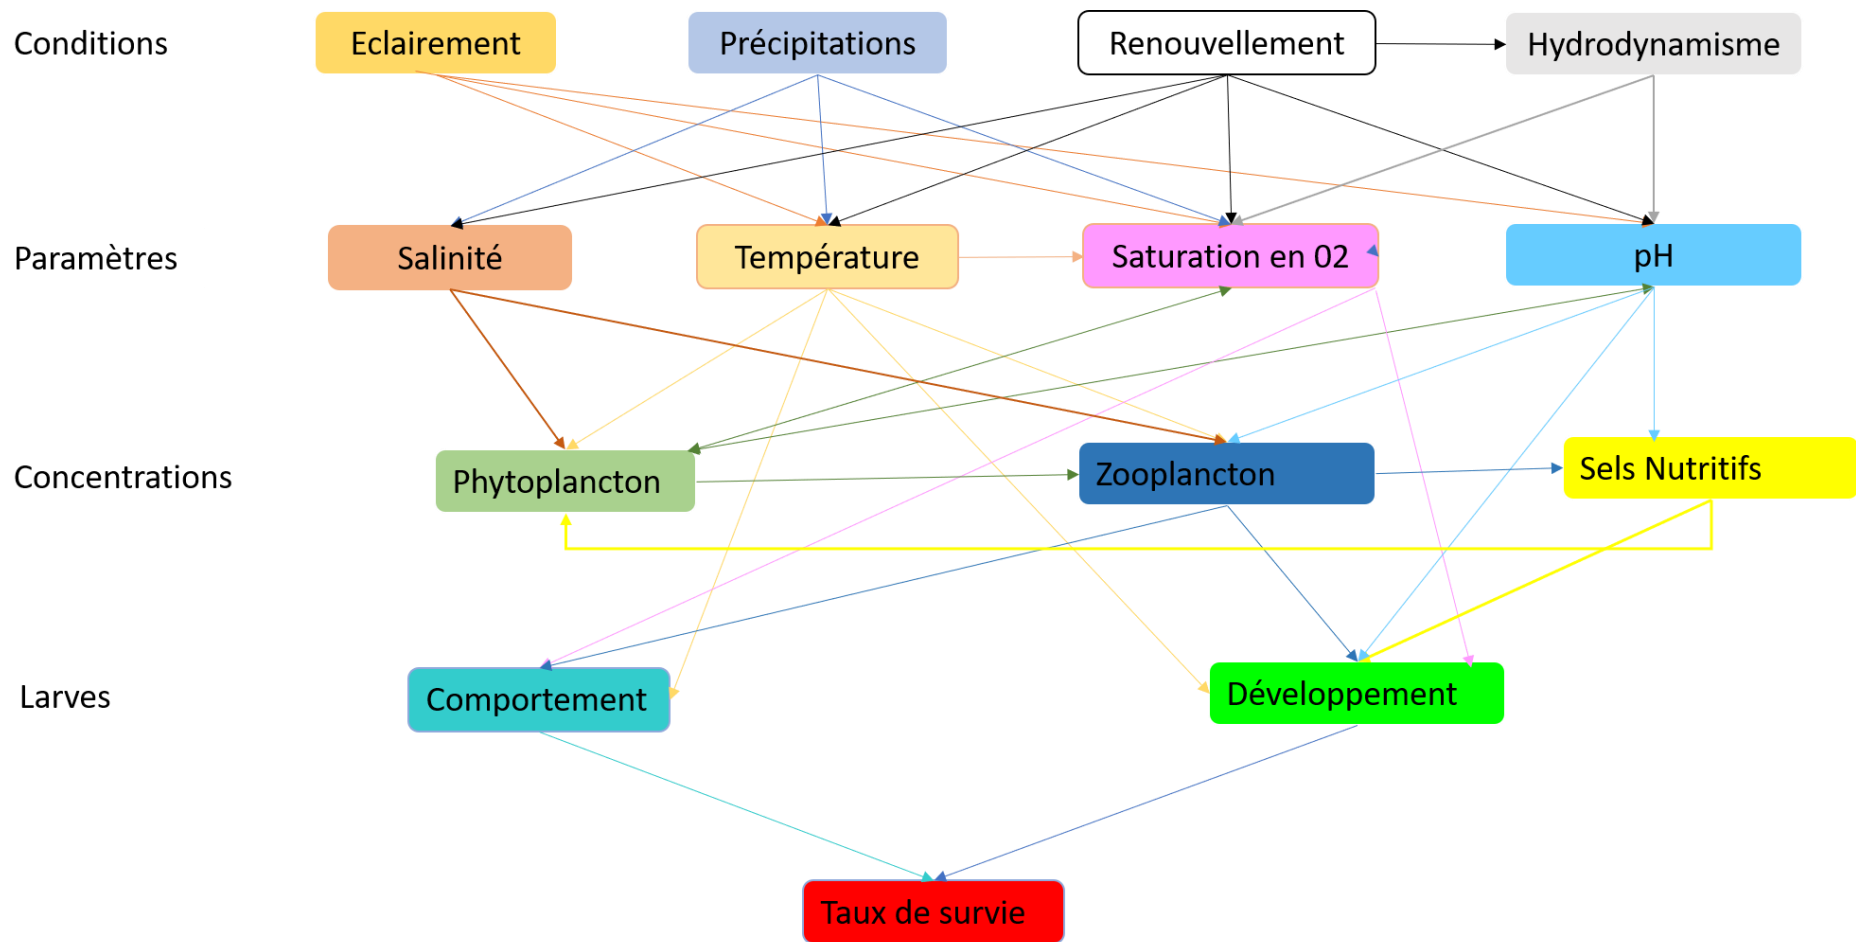 Conditions
Eclairement
Précipitations
Renouvellement
Hydrodynamisme
Paramètres
Salinité
Température
Saturation en 02
pH
Concentrations
Phytoplancton
Zooplancton
Sels Nutritifs
Larves
Comportement
Développement
Taux de survie